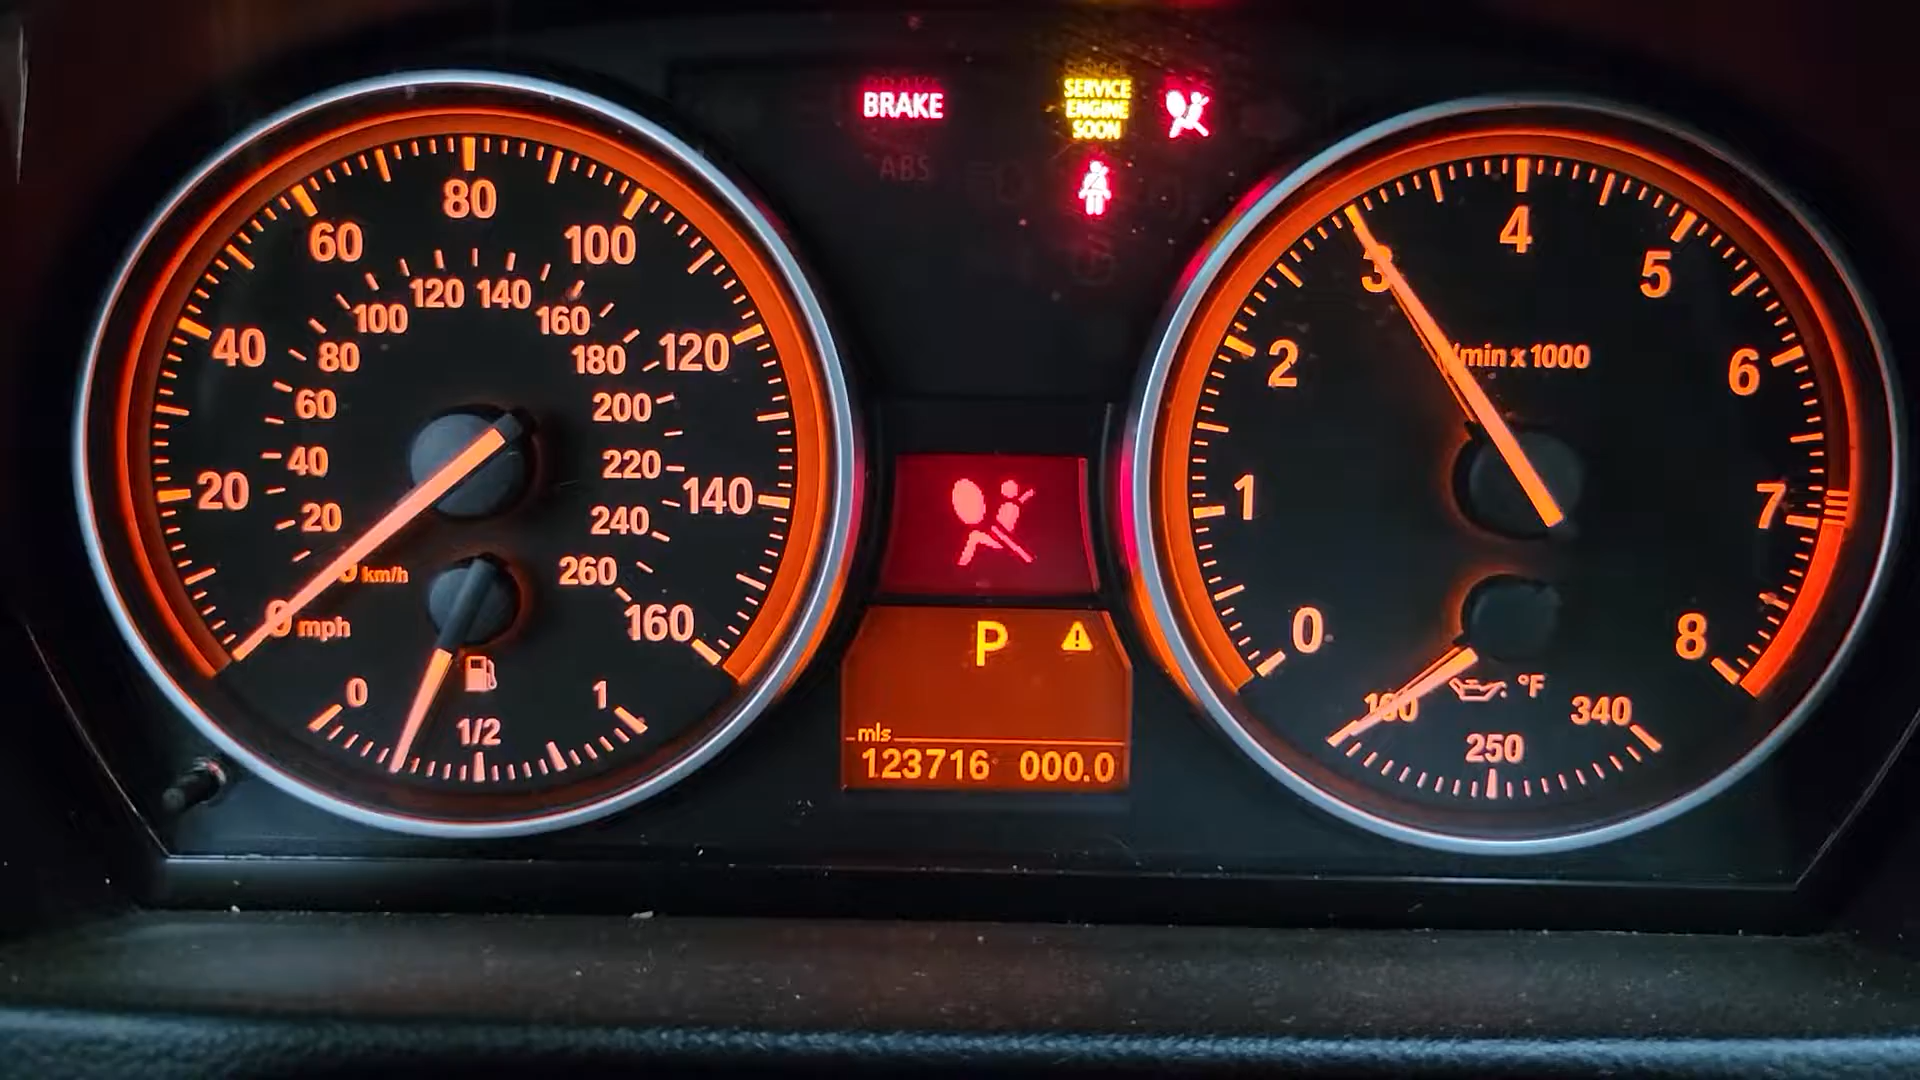 BRAKE
SERVICE
ENGINE
SOON
ABS
0 20 40 60 80 100 120 140 160
mph
20 40 60 80 100 120 140 160 180 200 220 240 260
km/h
0 1/2 1
P
mls
123716 000.0
0 1 2 3 4 5 6 7 8
/min x 1000
°F
250
340